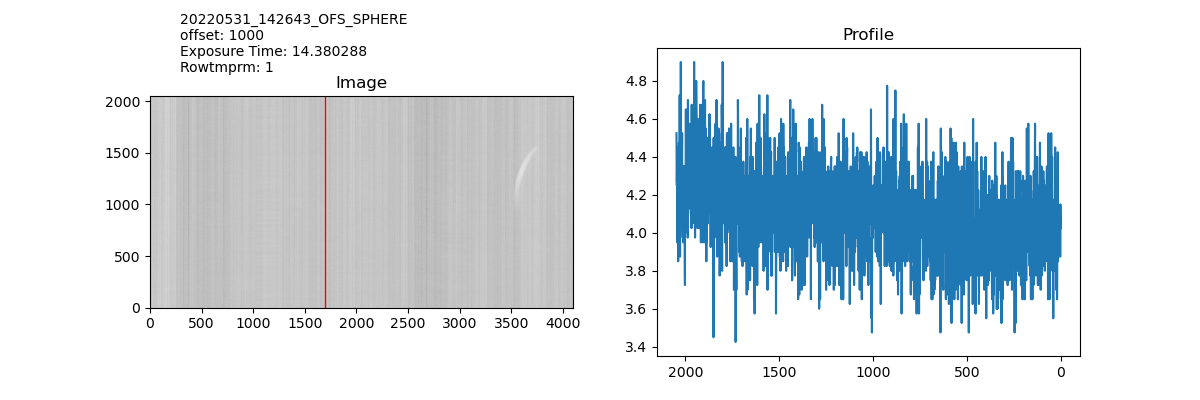 20220531_142643_OFS_SPHERE
offset: 1000
Exposure Time: 14.380288
Rowtmprm: 1
Image
2000
1500
1000
500
0
0 500 1000 1500 2000 2500 3000 3500 4000
Profile
4.8
4.6
4.4
4.2
4.0
3.8
3.6
3.4
2000 1500 1000 500 0